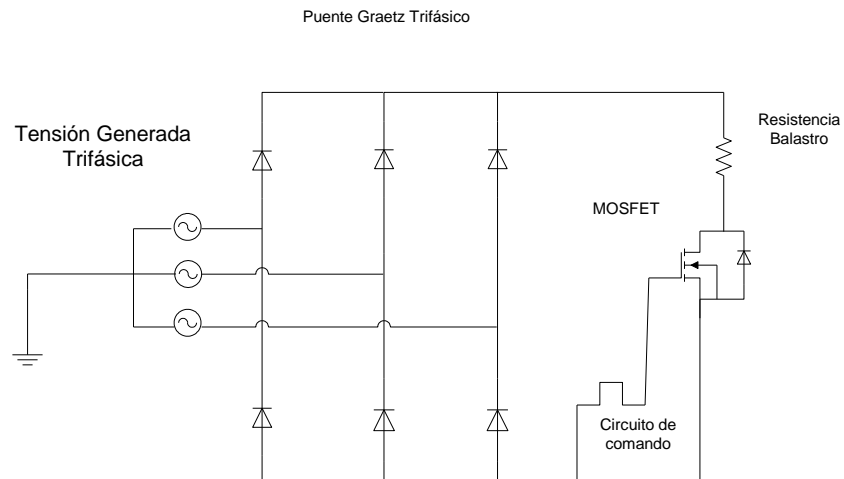 Puente Graetz Trifásico
Tensión Generada
Trifásica
Resistencia
Balastro
MOSFET
Circuito de
comando